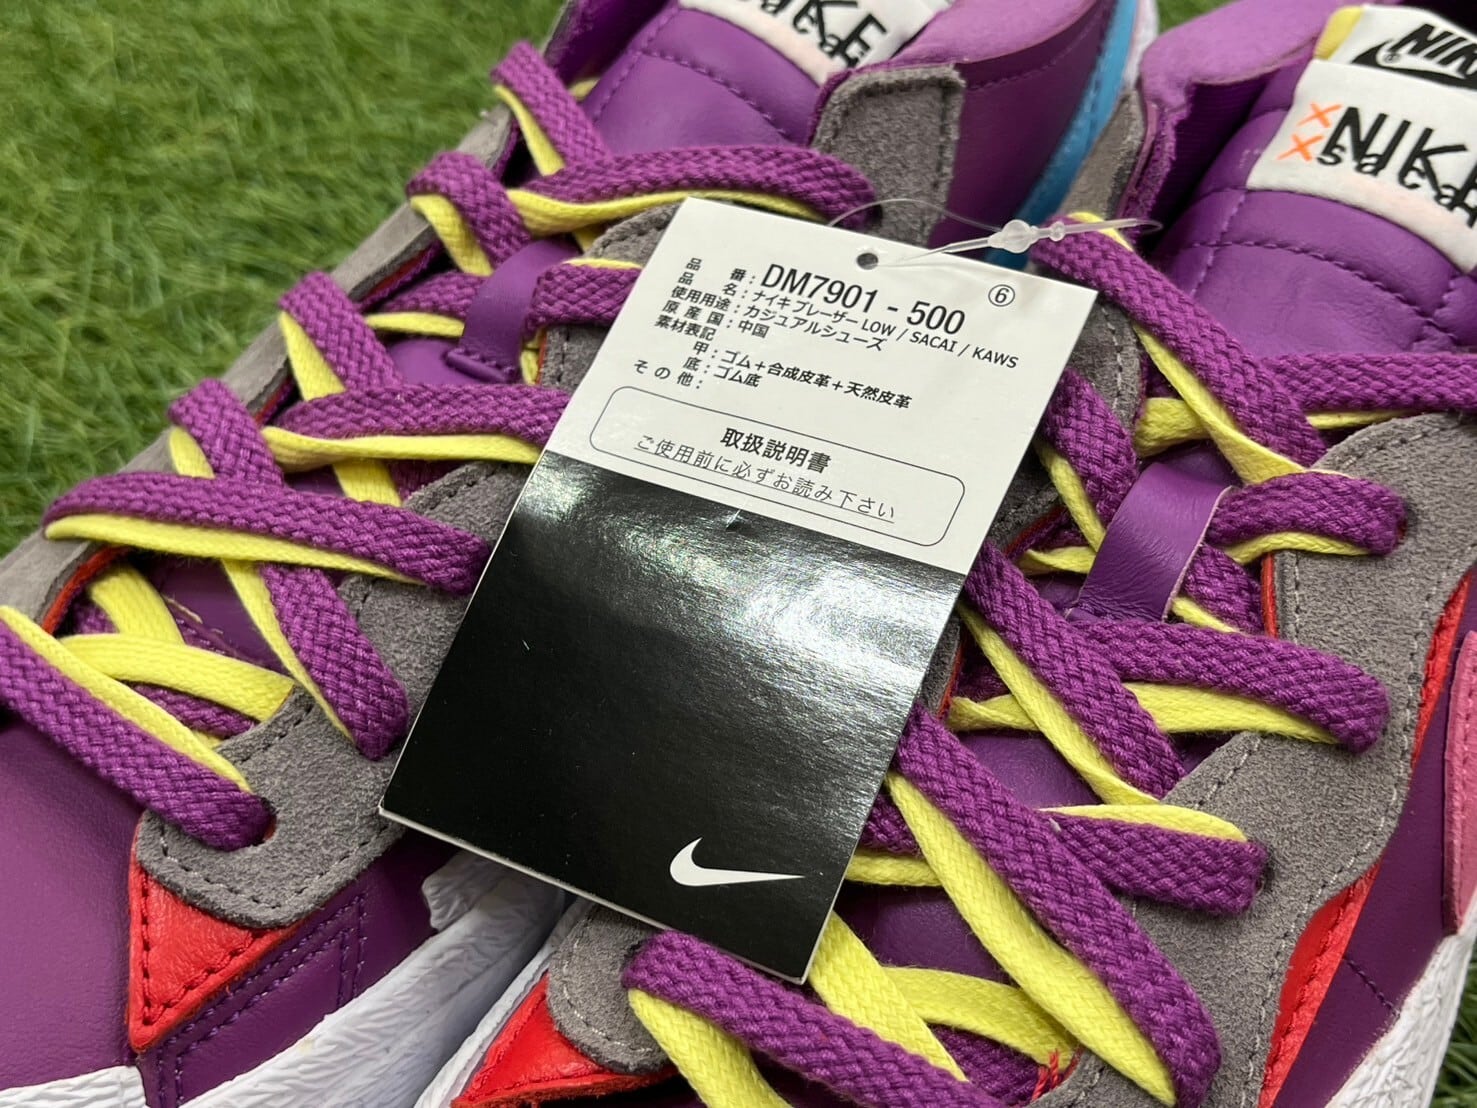 NIKE
NIKE
sacai
⑥
品番:DM7901-500
品名:ナイキブレーザーLOW / SACAI / KAWS
使用用途:カジュアルシューズ
原産国:中国
素材表記:
甲:ゴム+合成皮革+天然皮革
底:ゴム底
その他:
取扱説明書
ご使用前に必ずお読み下さい